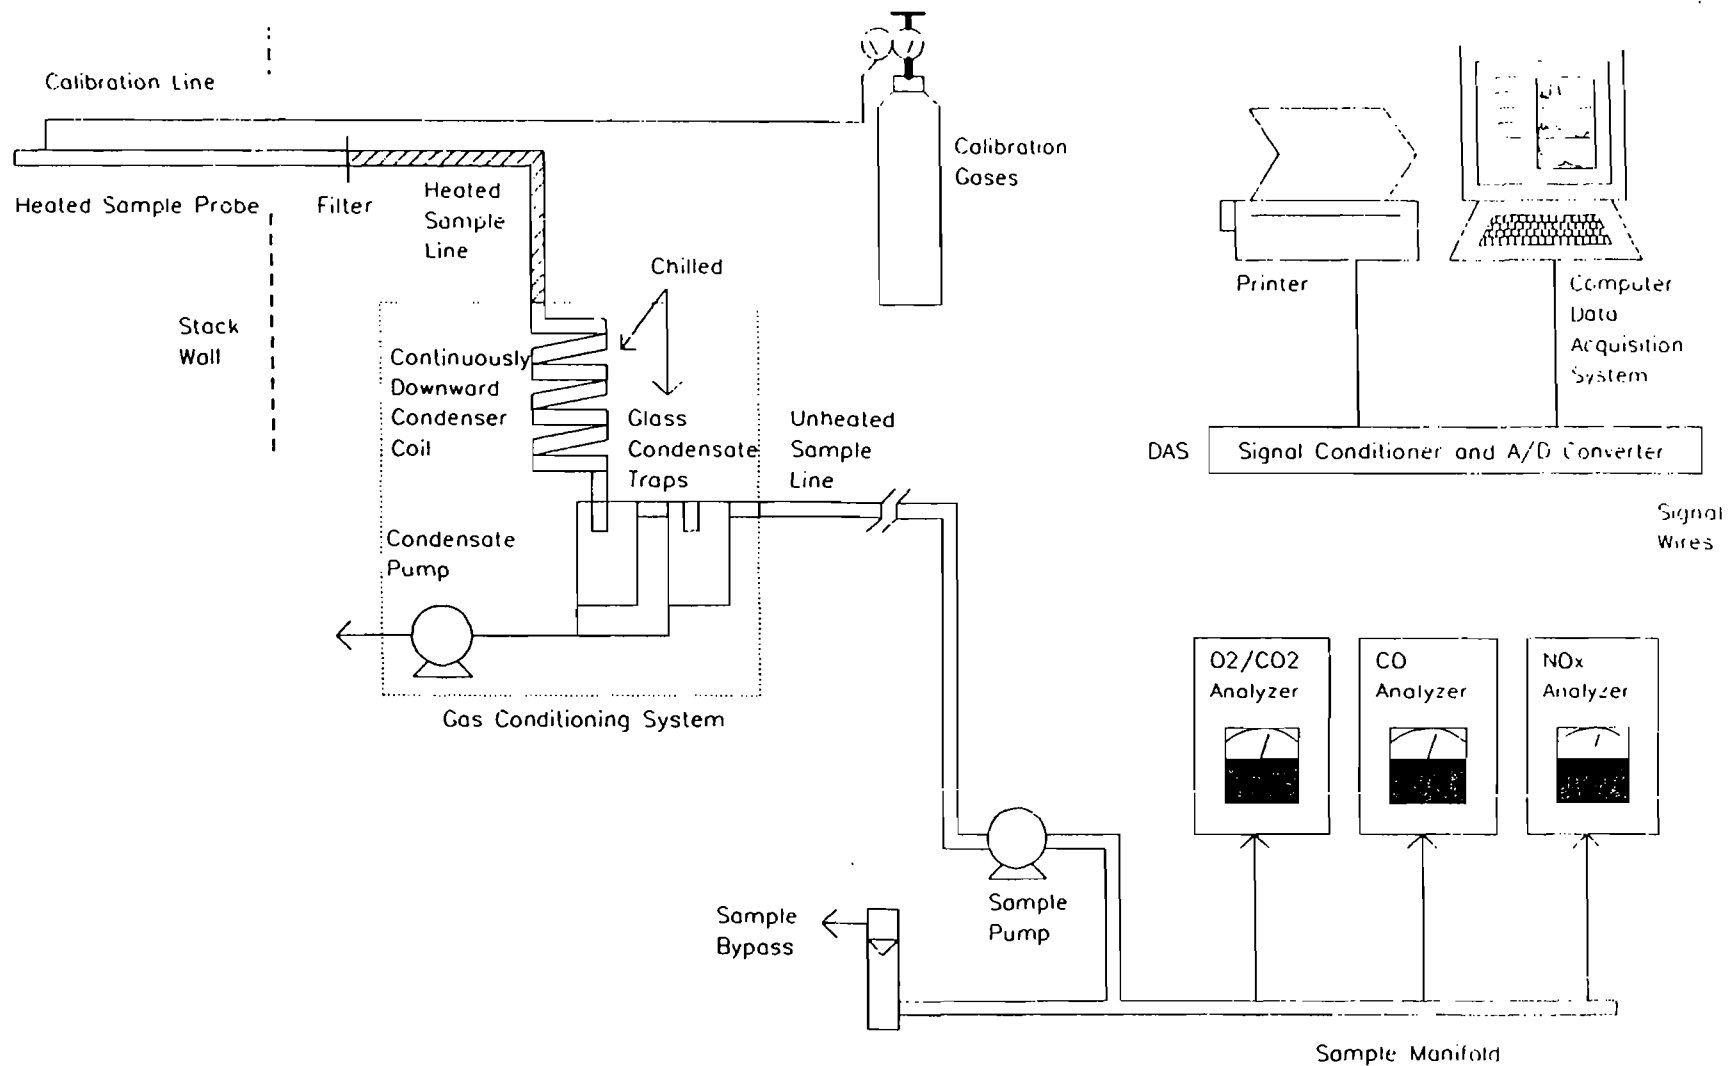 Calibration Line
Heated Sample Probe
Filter
Heated
Sample
Line
Stack
Wall
Chilled
Continuously
Downward
Condenser
Coil
Glass
Condensate
Traps
Unheated
Sample
Line
Condensate
Pump
Gas Conditioning System
Calibration
Gases
Printer
Computer
Data
Acquisition
System
DAS
Signal Conditioner and A/D Converter
Signal
Wires
O2/CO2
Analyzer
CO
Analyzer
NOx
Analyzer
Sample
Pump
Sample
Bypass
Sample Manifold